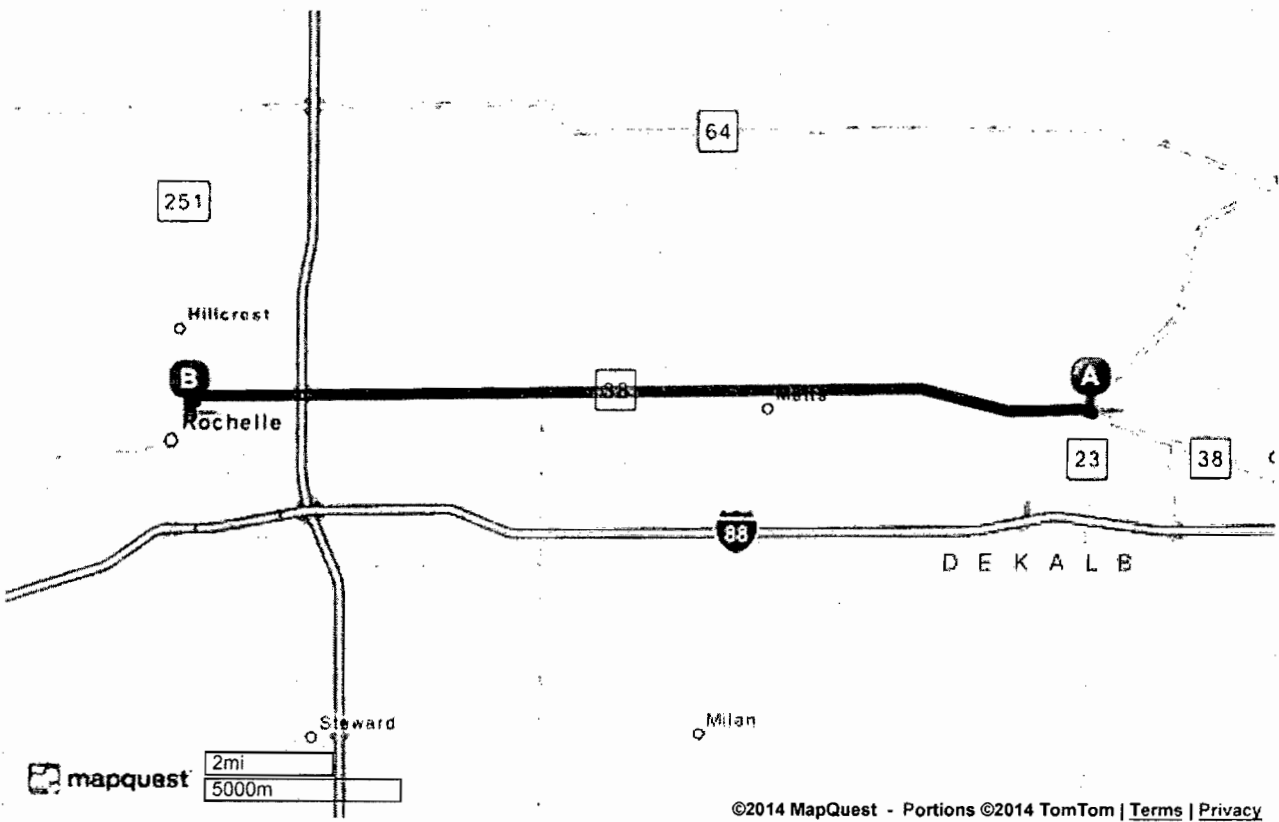 64
251
Hillcrest
B
38
A
Malta
Rochelle
23
38
88
DEKALB
Steward
Milan
mapquest
2mi
5000m
©2014 MapQuest - Portions ©2014 TomTom | Terms | Privacy